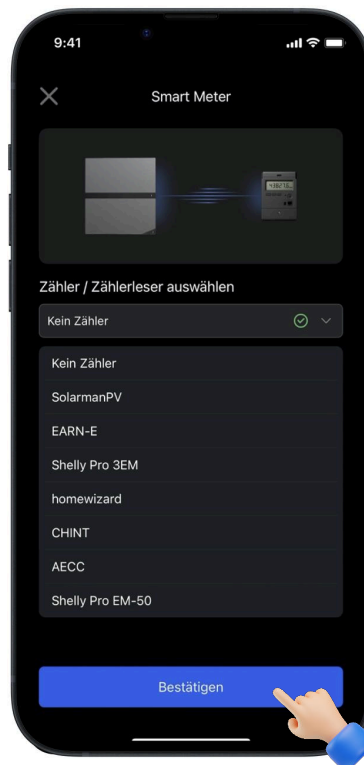 9:41
Smart Meter
Zähler / Zählerleser auswählen
Kein Zähler
Kein Zähler
SolarmanPV
EARN-E
Shelly Pro 3EM
homewizard
CHINT
AECC
Shelly Pro EM-50
Bestätigen